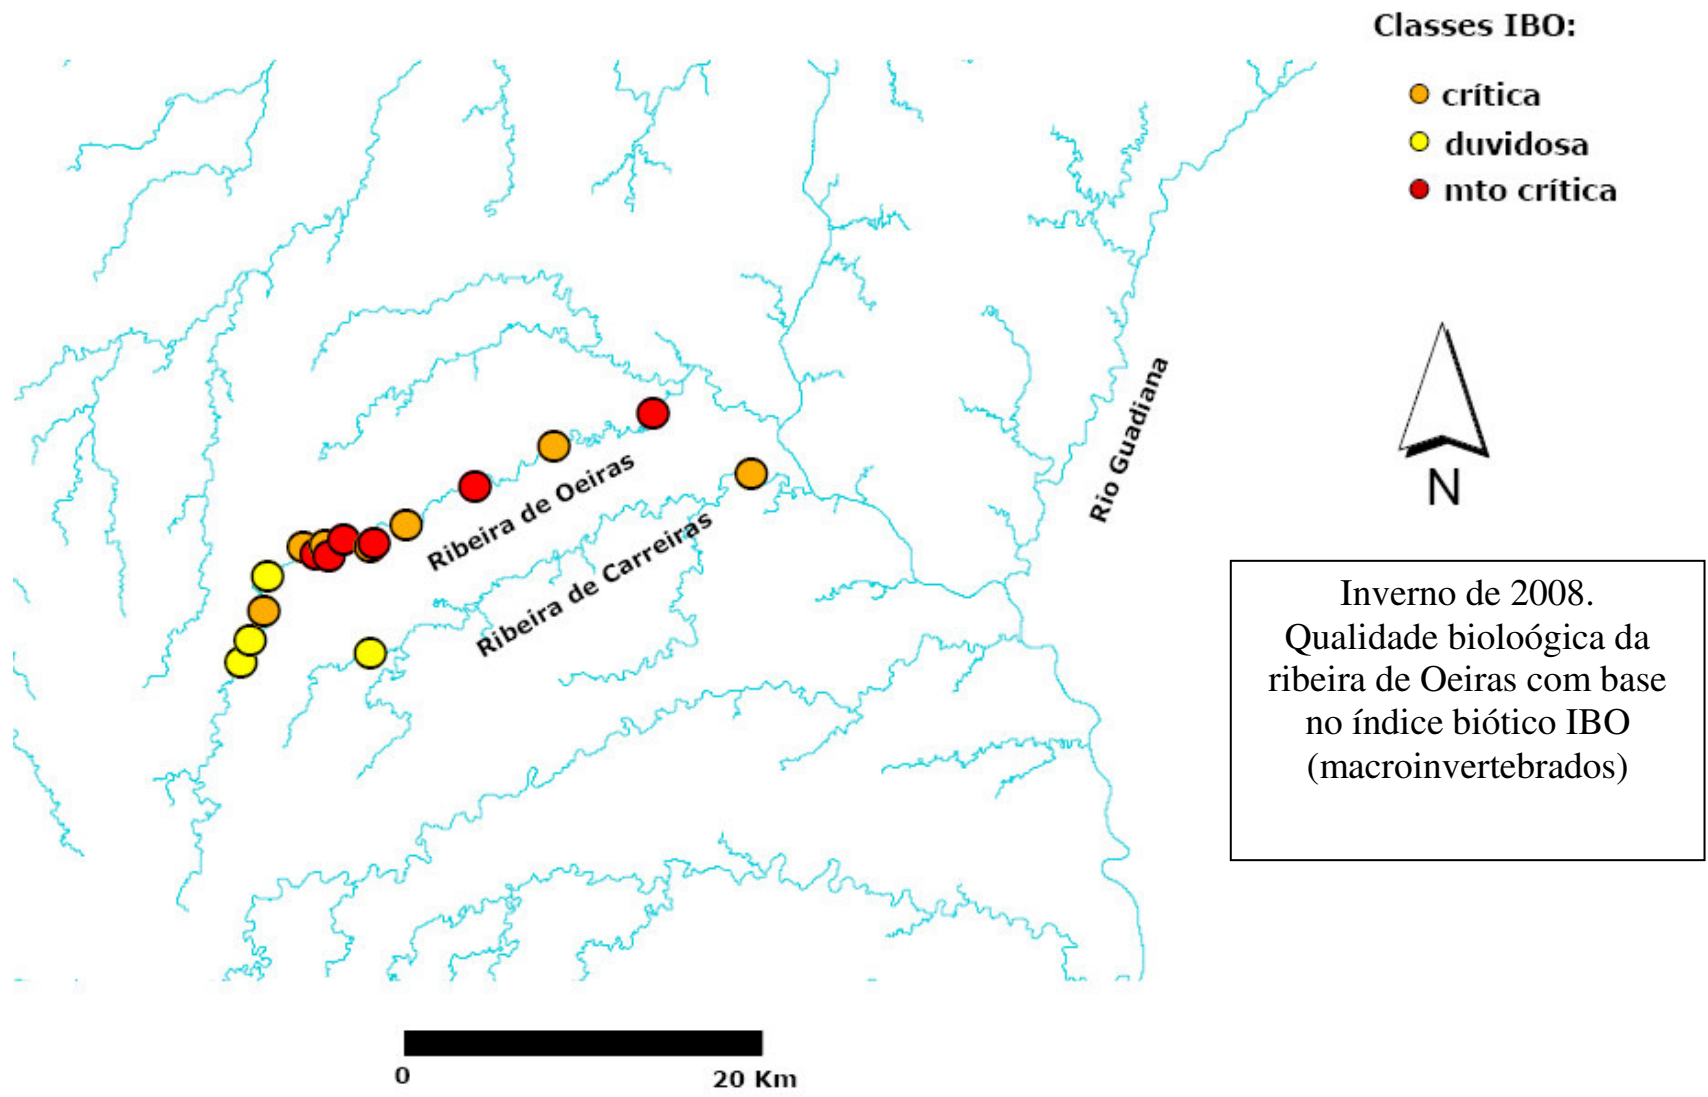 Classes IBO:
crítica
duvidosa
mto crítica
Rio Guadiana
Ribeira de Oeiras
Ribeira de Carreiras
N
Inverno de 2008.
Qualidade bioloógica da
ribeira de Oeiras com base
no índice biótico IBO
(macroinvertebrados)
0
20 Km